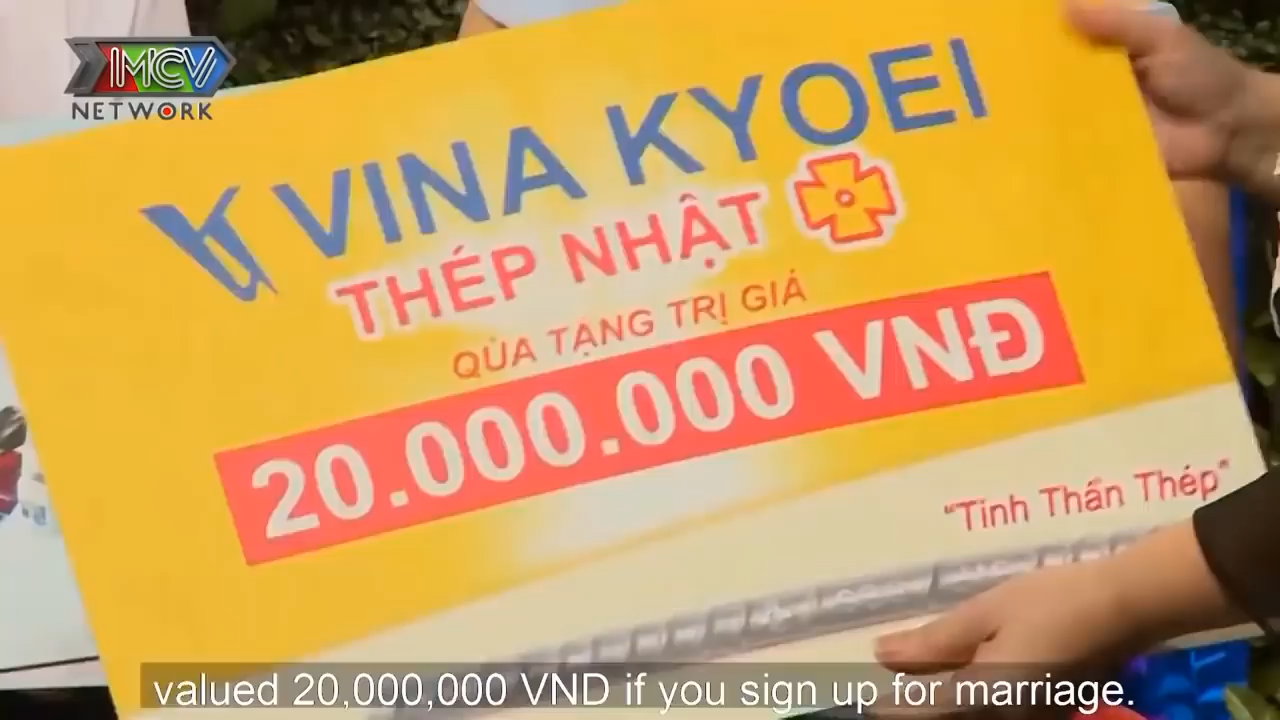 MCV
NETWORK
VINA KYOEI
THÉP NHẬT
QỦA TẶNG TRỊ GIÁ
20.000.000 VNĐ
“Tinh Thần Thép”
valued 20,000,000 VND if you sign up for marriage.